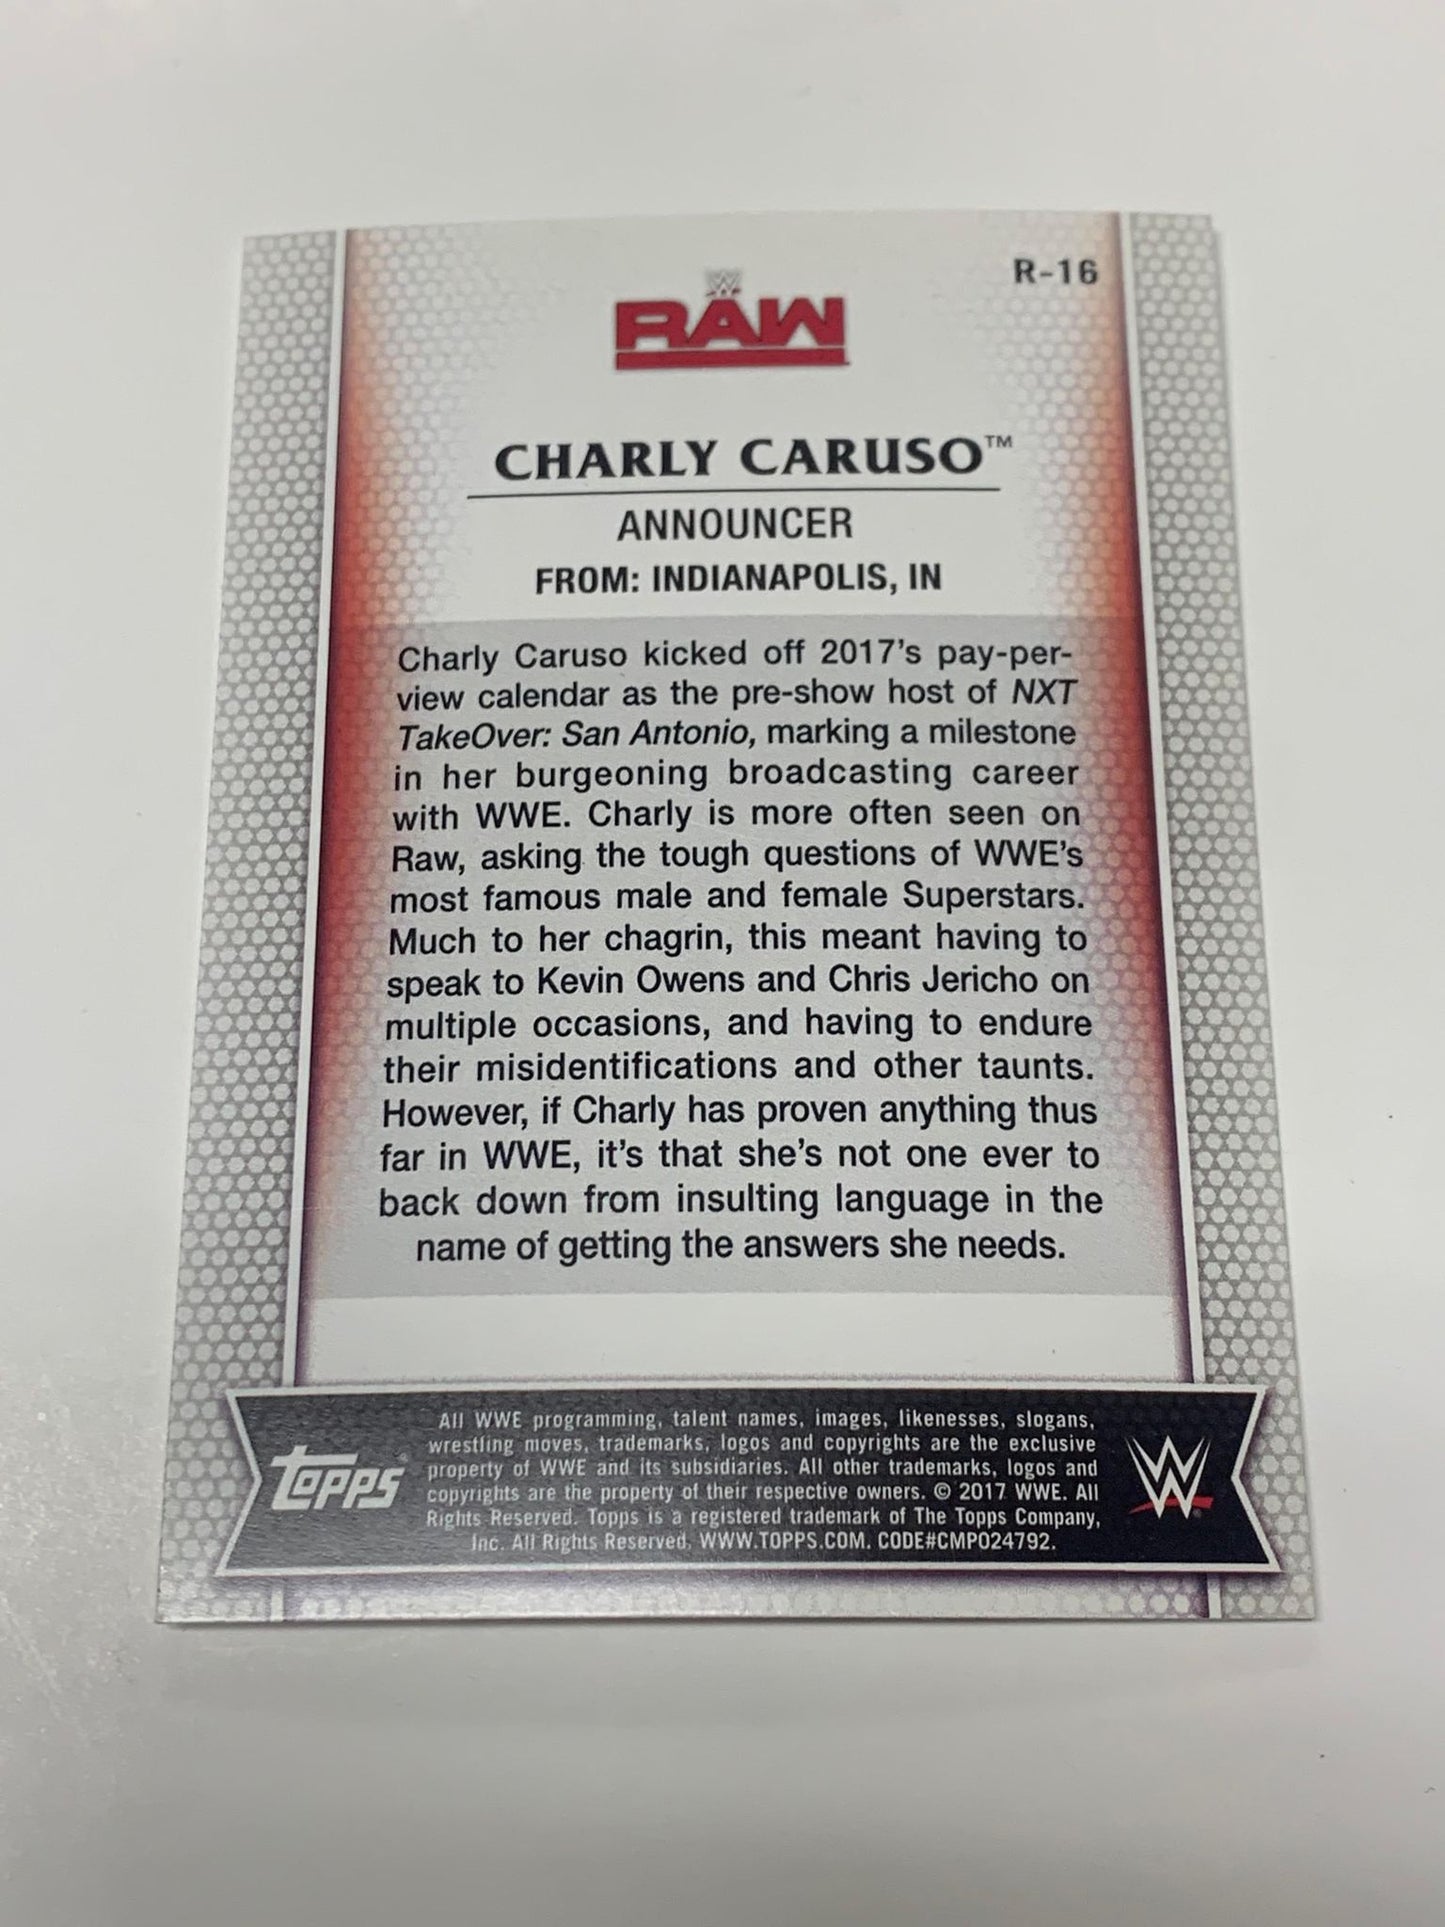 R-16
W
RAW
CHARLY CARUSO™
ANNOUNCER
FROM: INDIANAPOLIS, IN
Charly Caruso kicked off 2017's pay-per-
view calendar as the pre-show host of NXT
TakeOver: San Antonio, marking a milestone
in her burgeoning broadcasting career
with WWE. Charly is more often seen on
Raw, asking the tough questions of WWE's
most famous male and female Superstars.
Much to her chagrin, this meant having to
speak to Kevin Owens and Chris Jericho on
multiple occasions, and having to endure
their misidentifications and other taunts.
However, if Charly has proven anything thus
far in WWE, it's that she's not one ever to
back down from insulting language in the
name of getting the answers she needs.
topps®
All WWE programming, talent names, images, likenesses, slogans,
wrestling moves, trademarks, logos and copyrights are the exclusive
property of WWE and its subsidiaries. All other trademarks, logos and
copyrights are the property of their respective owners. © 2017 WWE. All
Rights Reserved. Topps is a registered trademark of The Topps Company,
Inc. All Rights Reserved. WWW.TOPPS.COM. CODE#CMP024792.
W